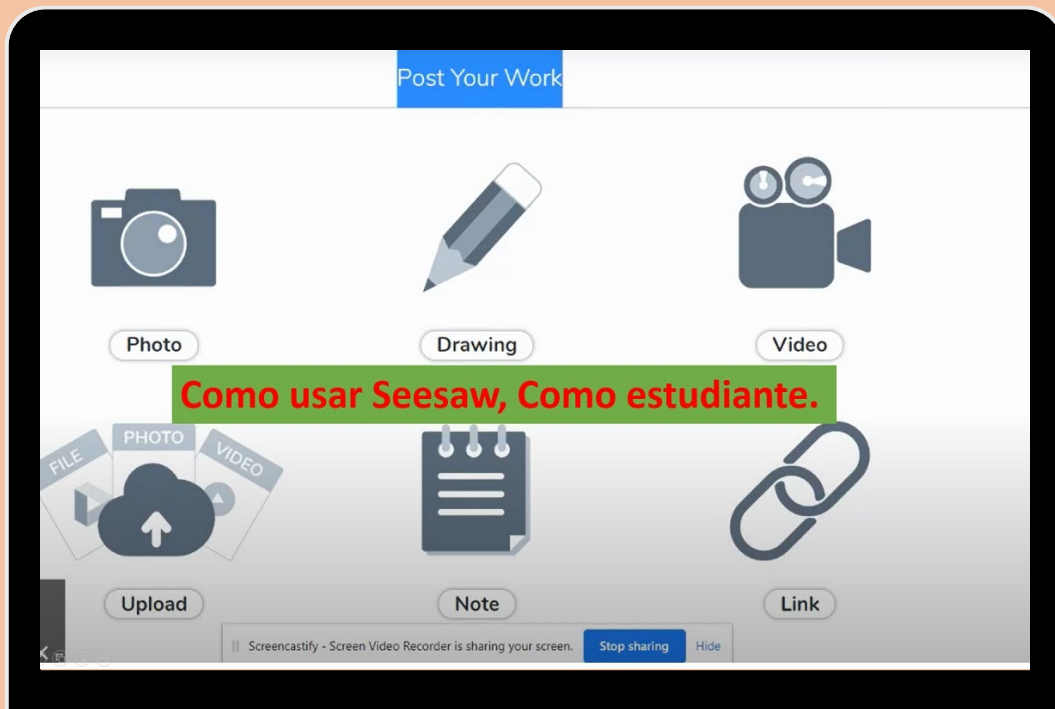 Post Your Work
Photo
Drawing
Video
Como usar Seesaw, Como estudiante.
FILE
PHOTO
VIDEO
Upload
Note
Link
Screencastify - Screen Video Recorder is sharing your screen.
Stop sharing
Hide